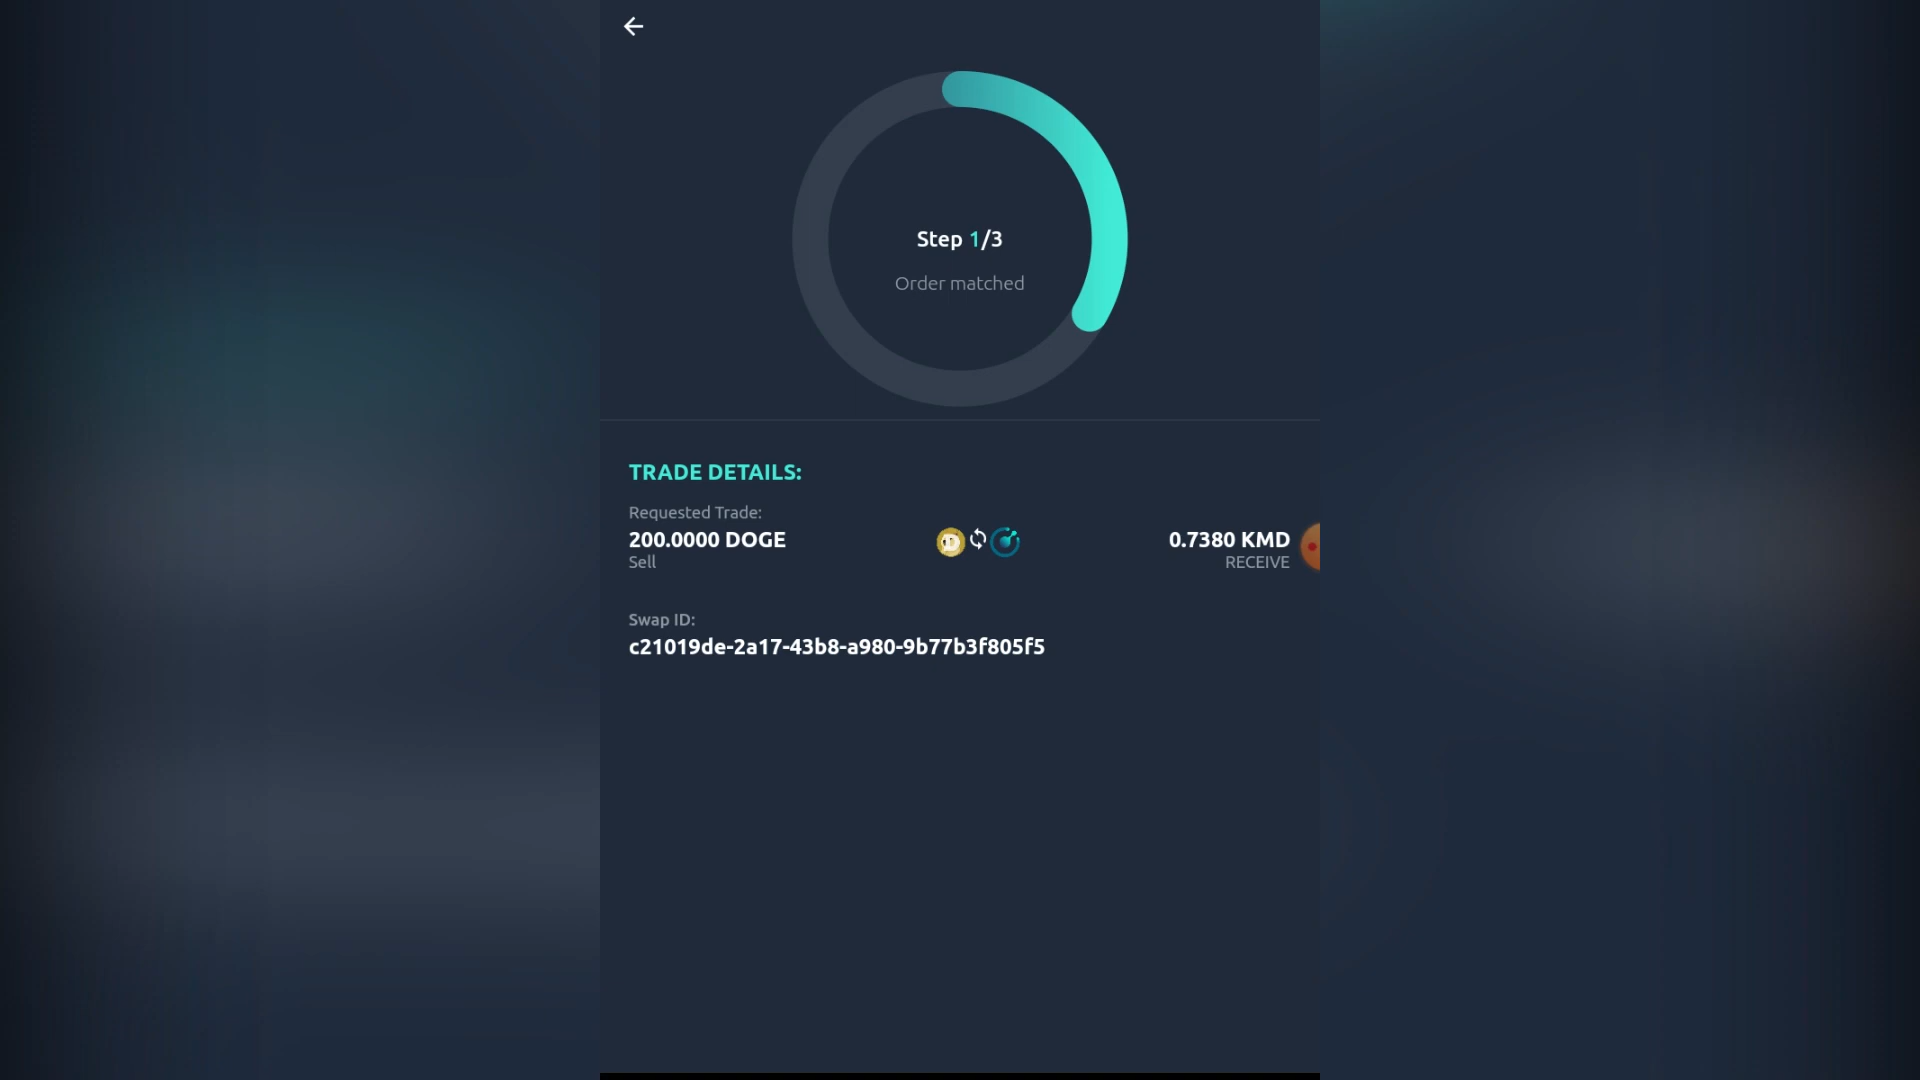 Step 1/3
Order matched
TRADE DETAILS:
Requested Trade:
200.0000 DOGE
Sell
0.7380 KMD
RECEIVE
Swap ID:
c21019de-2a17-43b8-a980-9b77b3f805f5